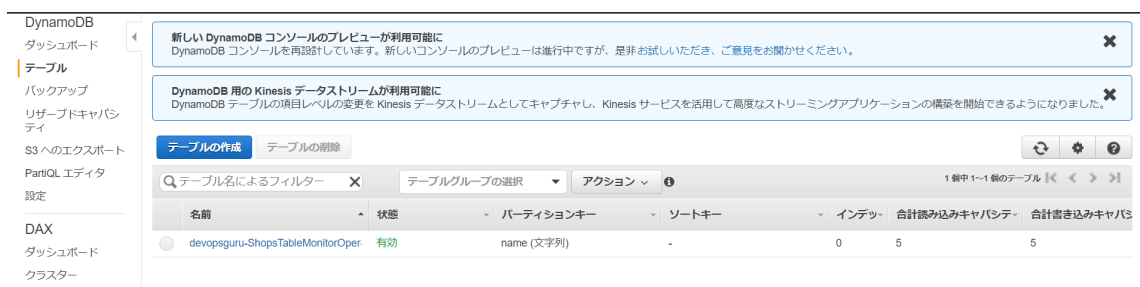 DynamoDB
ダッシュボード
テーブル
バックアップ
リザーブドキャパシ
ティ
S3 へのエクスポート
PartiQL エディタ
設定
DAX
ダッシュボード
クラスター
新しい DynamoDB コンソールのプレビューが利用可能に
DynamoDB コンソールを再設計しています。新しいコンソールのプレビューは進行中ですが、是非お試しいただき、ご意見をお聞かせください。
DynamoDB 用の Kinesis データストリームが利用可能に
DynamoDB テーブルの項目レベルの変更を Kinesis データストリームとしてキャプチャし、Kinesis サービスを活用して高度なストリーミングアプリケーションの構築を開始できるようになりました。
テーブルの作成 テーブルの削除
テーブル名によるフィルター X テーブルグループの選択 アクション 1 個中 1~1 個のテーブル
名前 状態 パーティションキー ソートキー インデッ 合計読み込みキャパシテ 合計書き込みキャパシ
devopsguru-ShopsTableMonitorOper 有効 name (文字列) - 0 5 5